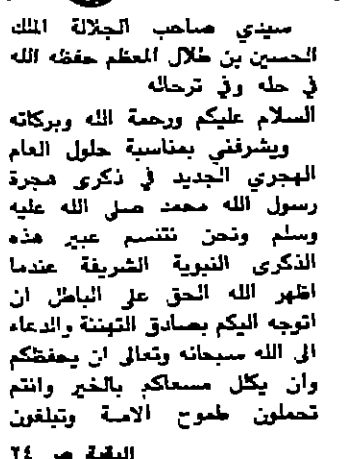 سيدي صاحب الجلالة الملك
الحسين بن طلال المعظم حفظه الله
في حله وفي ترحاله
السلام عليكم ورحمة الله وبركاته
ويشرفني بمناسبة حلول العام
الهجري الجديد في ذكرى هجرة
رسول الله محمد صلى الله عليه
وسلم ونحن نتنسم عبير هذه
الذكرى النبوية الشريفة عندما
اظهر الله الحق على الباطل ان
اتوجه اليكم بصادق التهنئة والدعاء
الى الله سبحانه وتعالى ان يحفظكم
وان يكلل مسعاكم بالخير وانتم
تحملون طموح الامة وتبلغون
البقية ص ٢٤